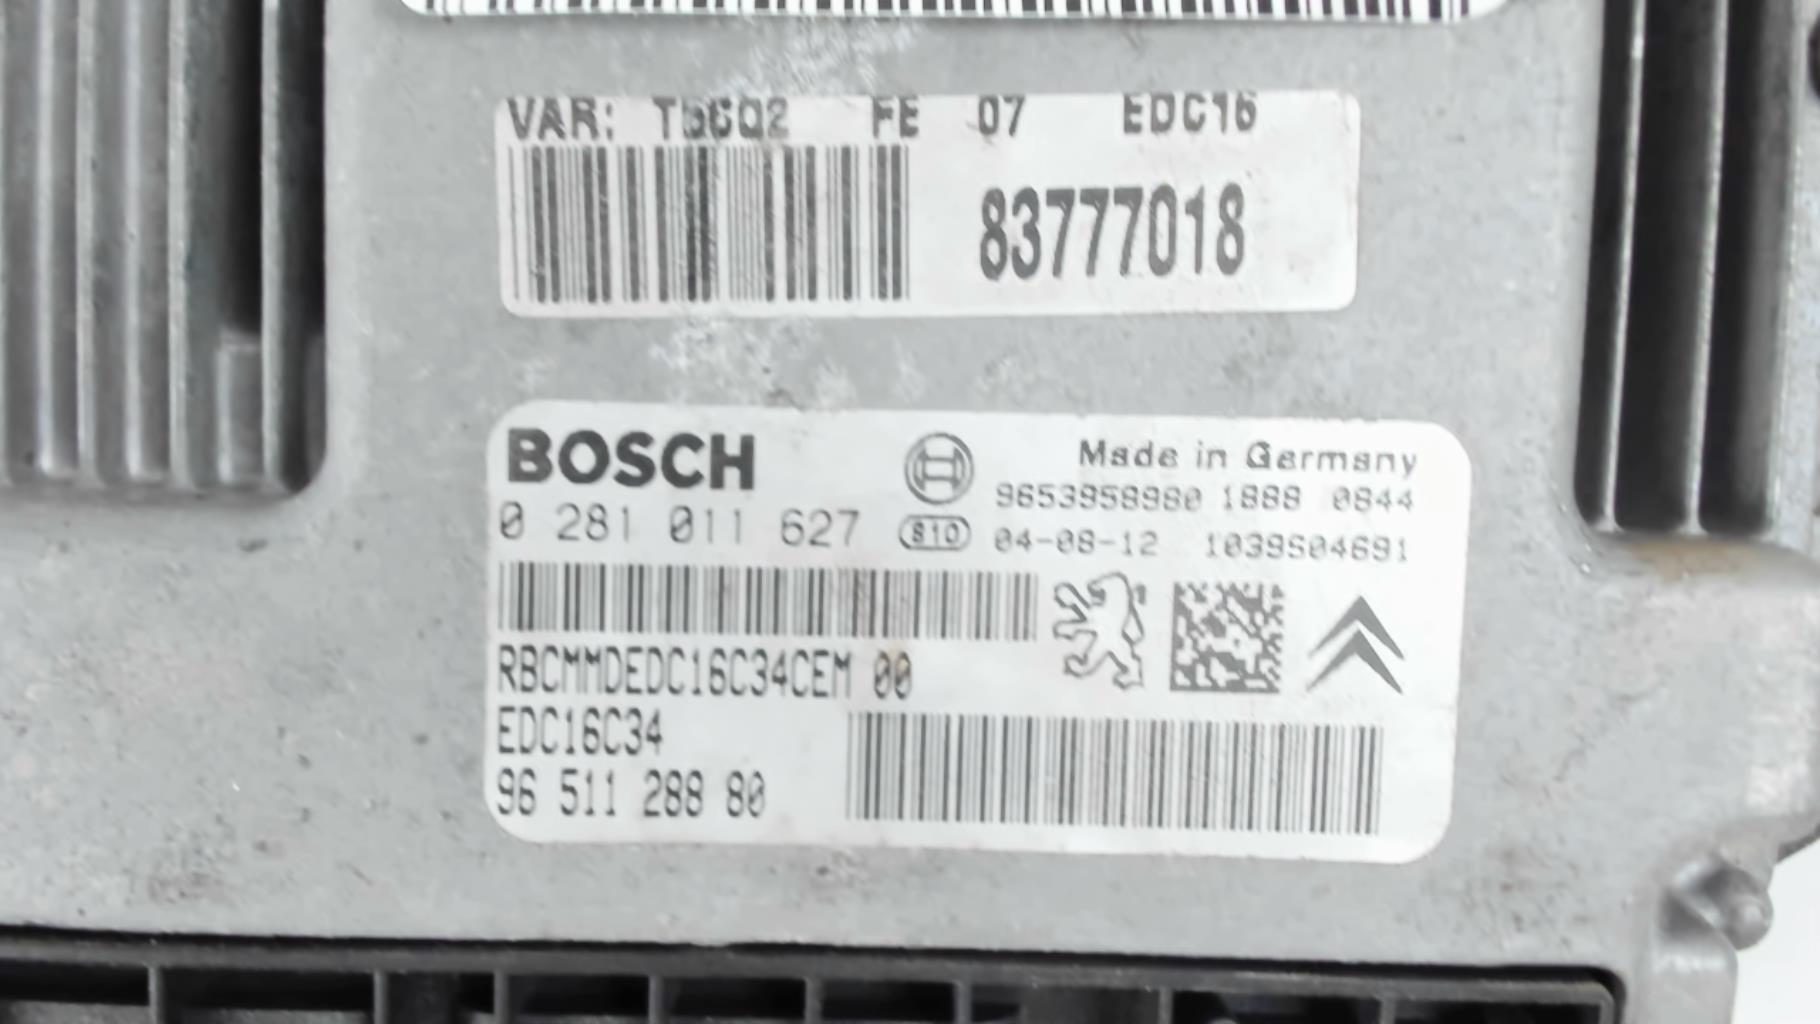 VAR: T56Q2 FE 07 EDC16
83777018
BOSCH
Made in Germany
9653958980 1888 0844
0 281 011 627
810 04-08-12 1039S04691
RBCMMDEDC16C34CEM 00
EDC16C34
96 511 288 80